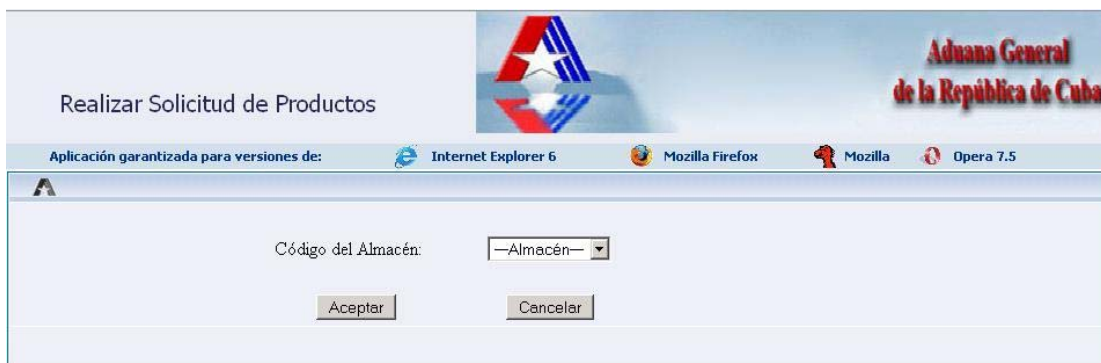 Aduana General
de la República de Cuba
Realizar Solicitud de Productos
Aplicación garantizada para versiones de: Internet Explorer 6 Mozilla Firefox Mozilla Opera 7.5
Código del Almacén: —Almacén—
Aceptar Cancelar